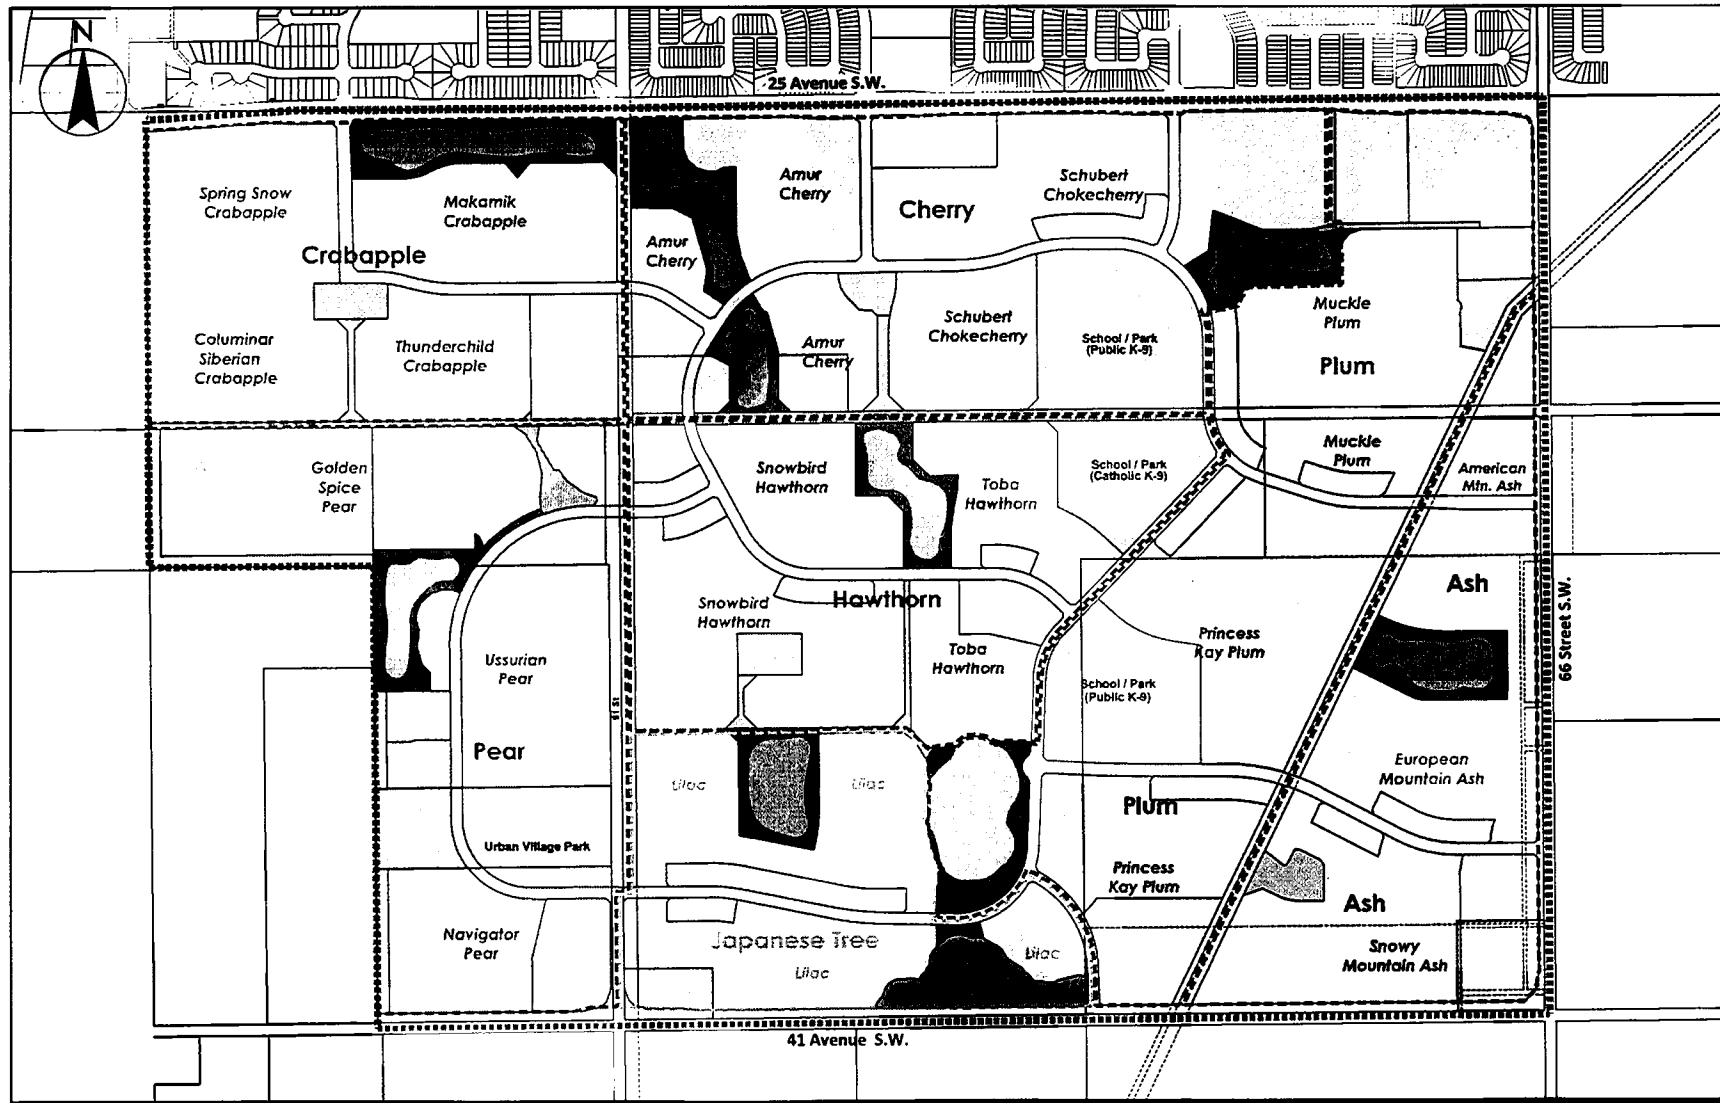 N
25 Avenue S.W.
Spring Snow
Crabapple
Makamik
Crabapple
Amur
Cherry
Cherry
Schubert
Chokecherry
Crabapple
Amur
Cherry
Columinar
Siberian
Crabapple
Thunderchild
Crabapple
Amur
Cherry
Schubert
Chokecherry
School / Park
(Public K-9)
Muckle
Plum
Plum
Golden
Spice
Pear
Snowbird
Hawthorn
Toba
Hawthorn
School / Park
(Catholic K-9)
Muckle
Plum
American
Mtn. Ash
Ash
Snowbird
Hawthorn
Hawthorn
Toba
Hawthorn
Princess
Kay Plum
66 Street S.W.
Ussurian
Pear
School / Park
(Public K-9)
61 St
Pear
Lilac
Lilac
Plum
European
Mountain Ash
Urban Village Park
Princess
Kay Plum
Ash
Navigator
Pear
Japanese Tree
Lilac
Lilac
Snowy
Mountain Ash
41 Avenue S.W.